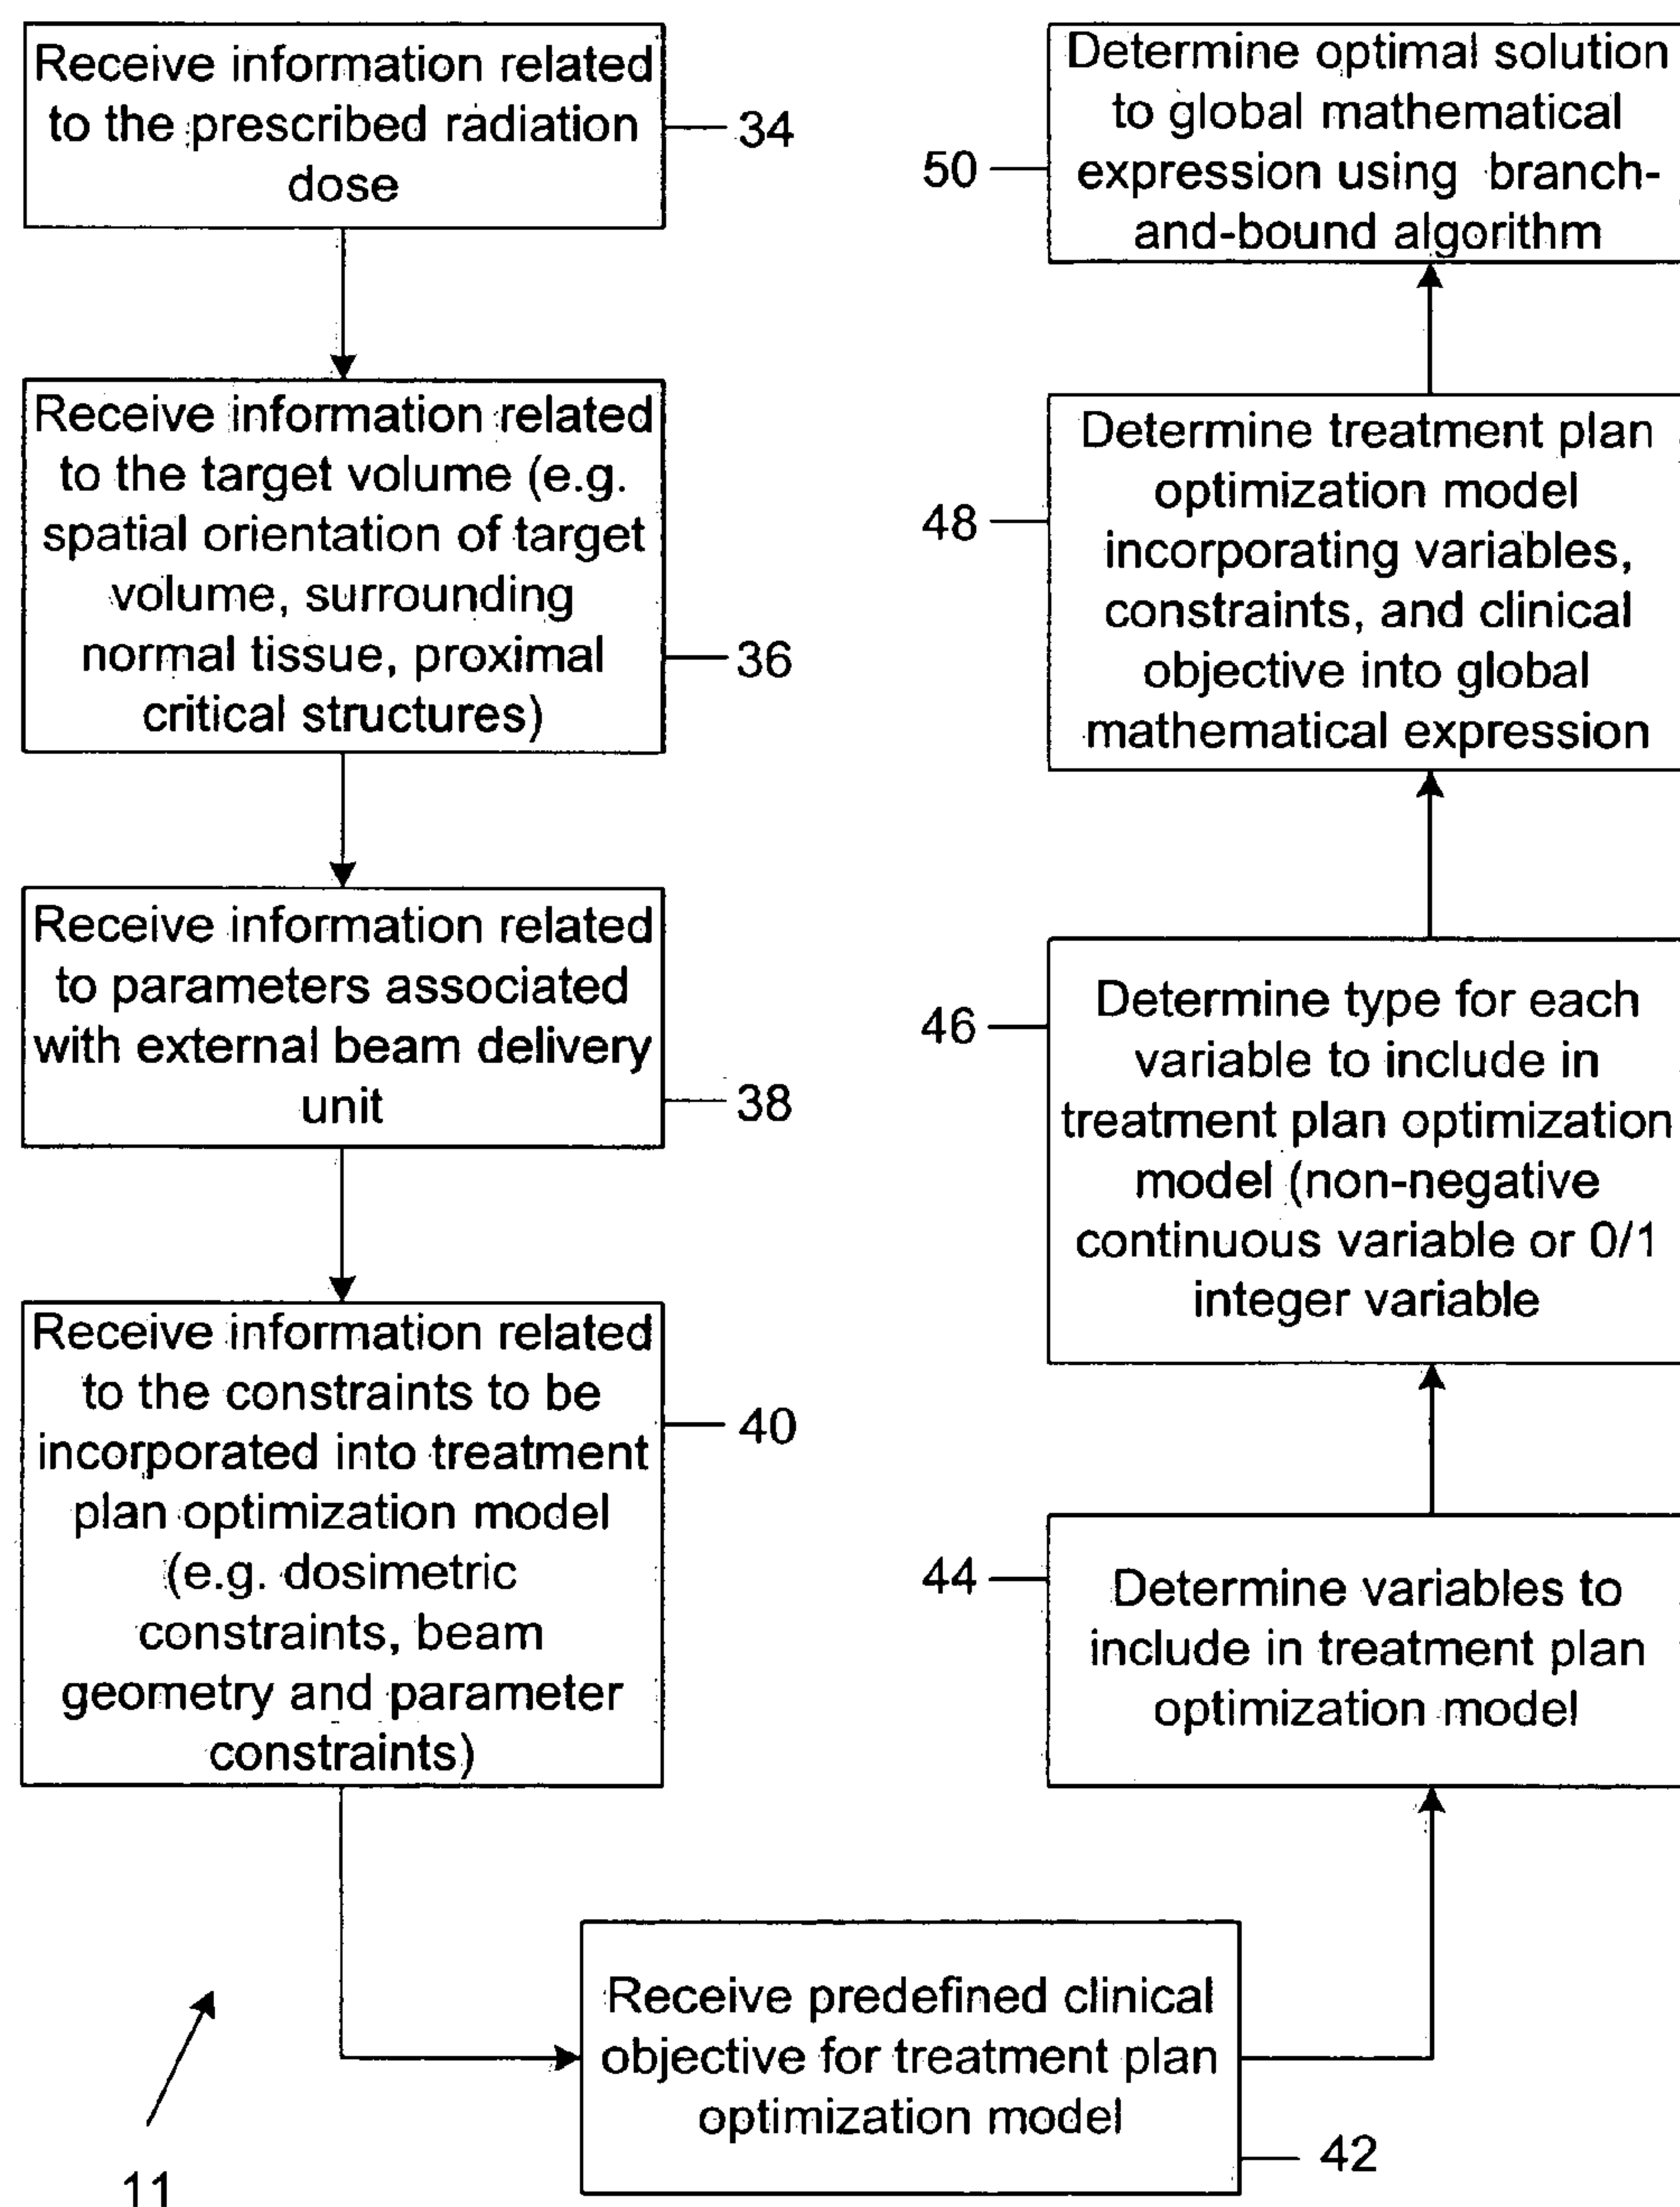 Receive information related
to the prescribed radiation
dose
34
Receive information related
to the target volume (e.g.
spatial orientation of target
volume, surrounding
normal tissue, proximal
critical structures)
36
Receive information related
to parameters associated
with external beam delivery
unit
38
Receive information related
to the constraints to be
incorporated into treatment
plan optimization model
(e.g. dosimetric
constraints, beam
geometry and parameter
constraints)
40
Receive predefined clinical
objective for treatment plan
optimization model
42
44
Determine variables to
include in treatment plan
optimization model
46
Determine type for each
variable to include in
treatment plan optimization
model (non-negative
continuous variable or 0/1
integer variable
48
Determine treatment plan
optimization model
incorporating variables,
constraints, and clinical
objective into global
mathematical expression
50
Determine optimal solution
to global mathematical
expression using branch-
and-bound algorithm
11